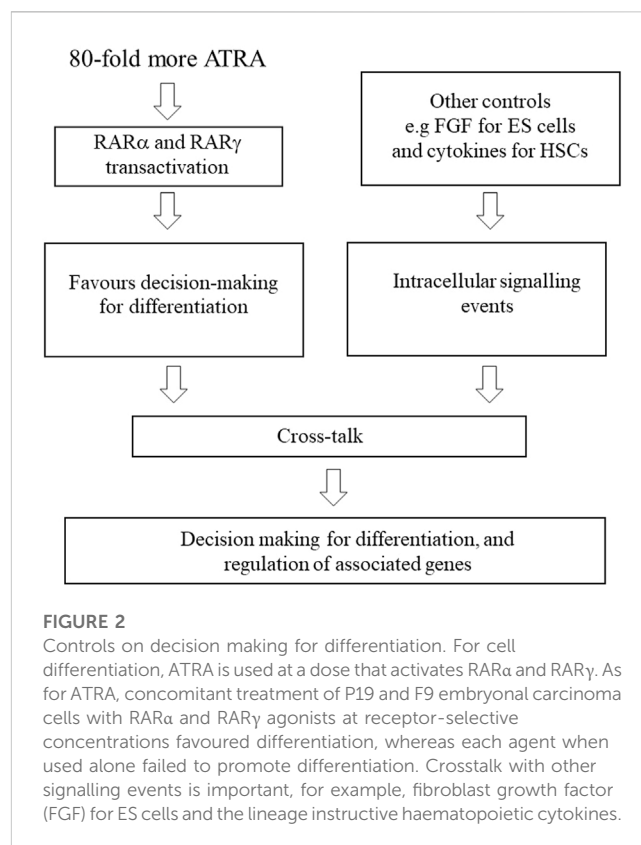 80-fold more ATRA
RARα and RARγ
transactivation
Favours decision-making
for differentiation
Other controls
e.g FGF for ES cells
and cytokines for HSCs
Intracellular signalling
events
Cross-talk
Decision making for differentiation, and
regulation of associated genes
FIGURE 2
Controls on decision making for differentiation. For cell
differentiation, ATRA is used at a dose that activates RARα and RARγ. As
for ATRA, concomitant treatment of P19 and F9 embryonal carcinoma
cells with RARα and RARγ agonists at receptor-selective
concentrations favoured differentiation, whereas each agent when
used alone failed to promote differentiation. Crosstalk with other
signalling events is important, for example, fibroblast growth factor
(FGF) for ES cells and the lineage instructive haematopoietic cytokines.